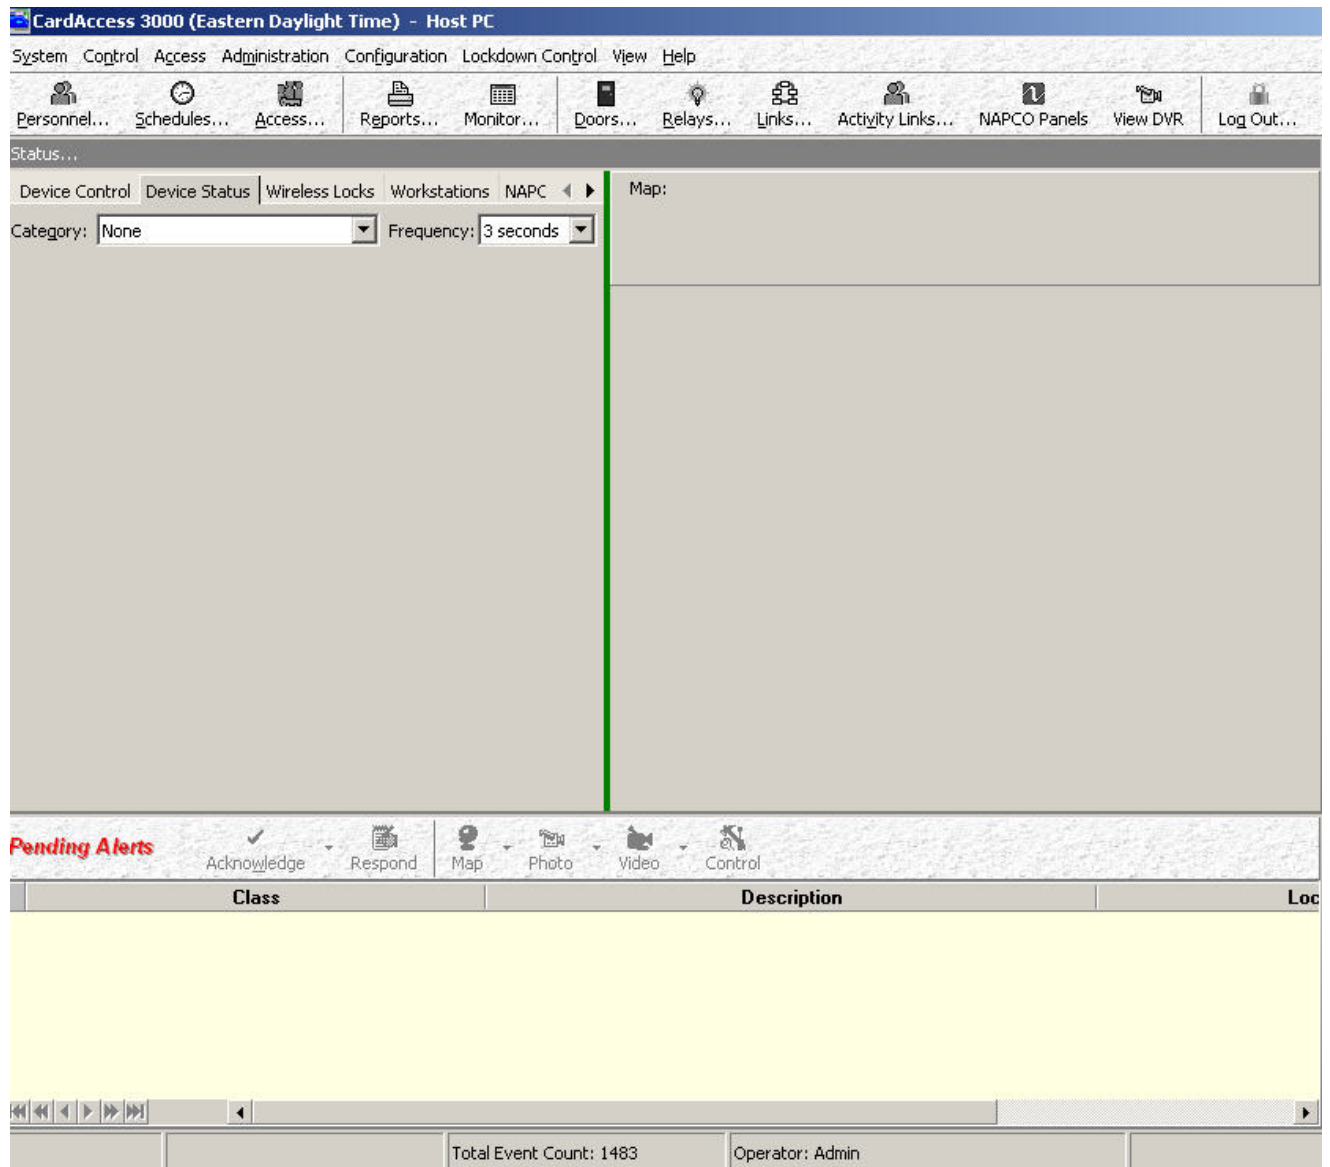 CardAccess 3000 (Eastern Daylight Time) - Host PC
System Control Access Administration Configuration Lockdown Control View Help
Personnel... Schedules... Access... Reports... Monitor... Doors... Relays... Links... Activity Links... NAPCO Panels View DVR Log Out...
Status...
Device Control Device Status Wireless Locks Workstations NAPC
Map:
Category: None Frequency: 3 seconds
Pending Alerts Acknowledge Respond Map Photo Video Control
Class Description Loc
Total Event Count: 1483 Operator: Admin